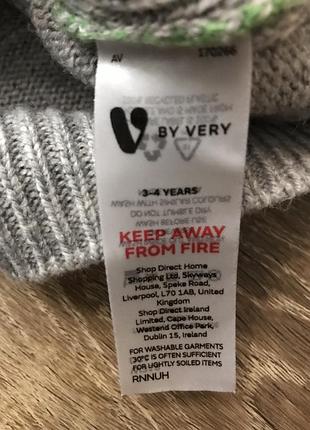 AV 170266
V BY VERY
3-4 YEARS
KEEP AWAY
FROM FIRE
Shop Direct Home
Shopping Ltd, Skyways
House, Speke Road,
Liverpool, L70 1AB, United
Kingdom
Shop Direct Ireland
Limited, Cape House,
Westend Office Park,
Dublin 15, Ireland
FOR WASHABLE GARMENTS
30°C IS OFTEN SUFFICIENT
FOR LIGHTLY SOILED ITEMS
RNNUH